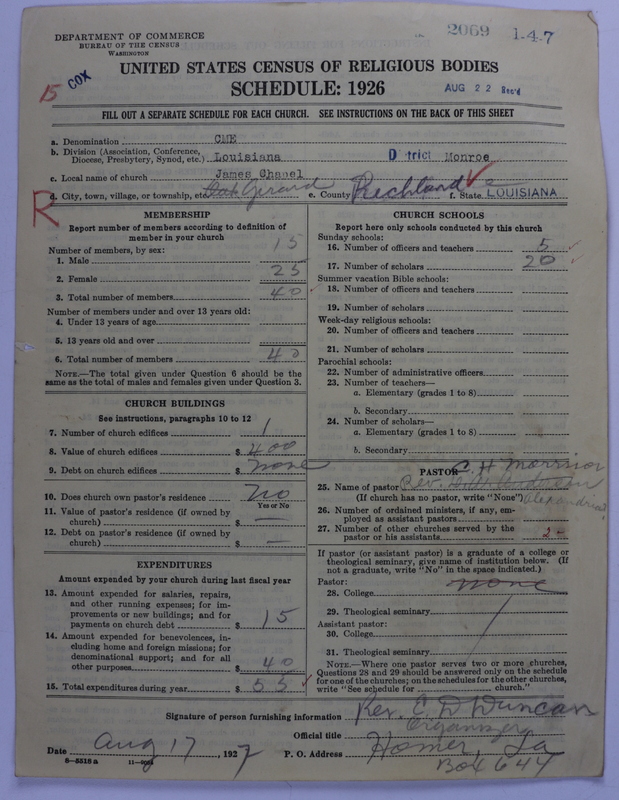 DEPARTMENT OF COMMERCE
BUREAU OF THE CENSUS
WASHINGTON
2069 1-4-7
15 COX
UNITED STATES CENSUS OF RELIGIOUS BODIES
SCHEDULE: 1926
AUG 22 Rec'd
FILL OUT A SEPARATE SCHEDULE FOR EACH CHURCH. SEE INSTRUCTIONS ON THE BACK OF THIS SHEET
a. Denomination CME
b. Division (Association, Conference, Diocese, Presbytery, Synod, etc.) Louisiana District Monroe
c. Local name of church James Chapel
R
d. City, town, village, or township, etc. Girard e. County Richland f. State LOUISIANA
MEMBERSHIP
Report number of members according to definition of
member in your church
Number of members, by sex:
1. Male 15
2. Female 25
3. Total number of members 40
Number of members under and over 13 years old:
4. Under 13 years of age
5. 13 years old and over
6. Total number of members 40
NOTE.—The total given under Question 6 should be the
same as the total of males and females given under Question 3.
CHURCH BUILDINGS
See instructions, paragraphs 10 to 12
7. Number of church edifices 1
8. Value of church edifices $ 400
9. Debt on church edifices $ none
10. Does church own pastor's residence No
Yes or No
11. Value of pastor's residence (if owned by
church) $ —
12. Debt on pastor's residence (if owned by
church) $ —
EXPENDITURES
Amount expended by your church during last fiscal year
13. Amount expended for salaries, repairs,
and other running expenses; for im-
provements or new buildings; and for
payments on church debt $ 15
14. Amount expended for benevolences, in-
cluding home and foreign missions; for
denominational support; and for all
other purposes $ 40
15. Total expenditures during year $ 55
CHURCH SCHOOLS
Report here only schools conducted by this church
Sunday schools:
16. Number of officers and teachers 5
17. Number of scholars 20
Summer vacation Bible schools:
18. Number of officers and teachers
19. Number of scholars
Week-day religious schools:
20. Number of officers and teachers
21. Number of scholars
Parochial schools:
22. Number of administrative officers
23. Number of teachers—
a. Elementary (grades 1 to 8)
b. Secondary
24. Number of scholars—
a. Elementary (grades 1 to 8)
b. Secondary
PASTOR
C H Morrison
25. Name of pastor Rev.
(If church has no pastor, write "None") Alexandria
26. Number of ordained ministers, if any, em-
ployed as assistant pastors
27. Number of other churches served by the
pastor or his assistants 2
If pastor (or assistant pastor) is a graduate of a college or
theological seminary, give name of institution below. (If
not a graduate, write "No" in the space indicated.)
Pastor:
28. College none
29. Theological seminary
Assistant pastor:
30. College
31. Theological seminary
NOTE.—Where one pastor serves two or more churches,
Questions 28 and 29 should be answered only on the schedule
for one of the churches; on the schedules for the other churches,
write "See schedule for church."
Signature of person furnishing information Rev. E. D Duncan
Official title
Date Aug 17, 1927 P. O. Address Homer, La
Box 644
8-5518a